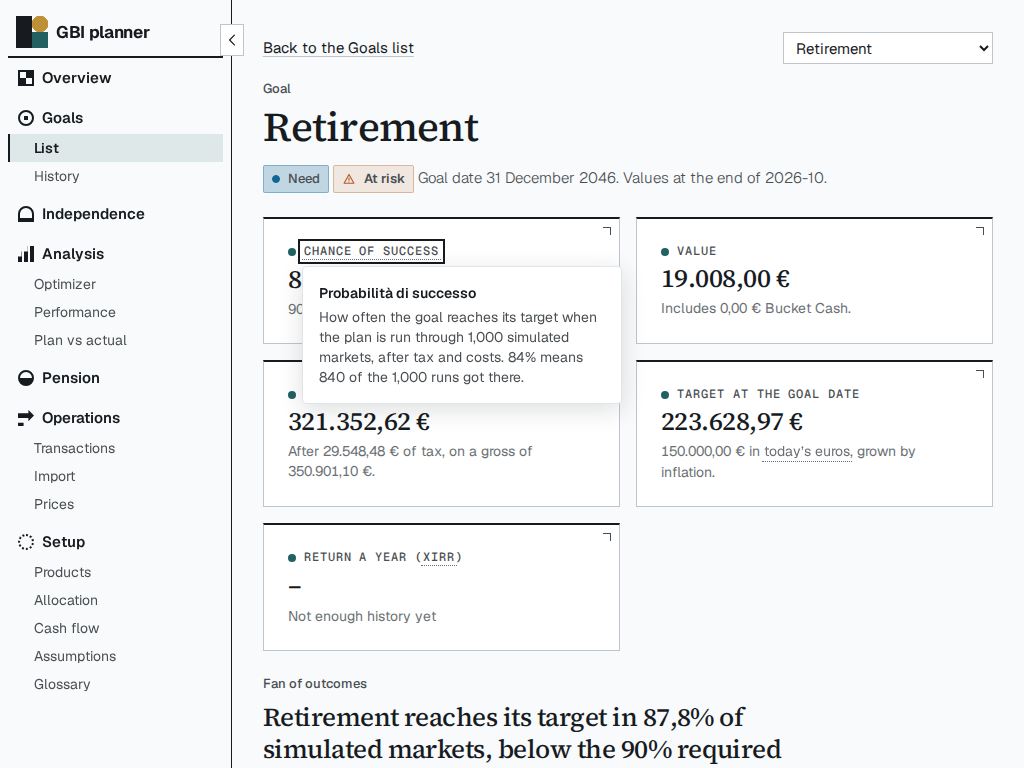 GBI planner
Overview
Goals
List
History
Independence
Analysis
Optimizer
Performance
Plan vs actual
Pension
Operations
Transactions
Import
Prices
Setup
Products
Allocation
Cash flow
Assumptions
Glossary
Back to the Goals list
Retirement
Goal
Retirement
Need
At risk
Goal date 31 December 2046. Values at the end of 2026-10.
CHANCE OF SUCCESS
8
90
Probabilità di successo
How often the goal reaches its target when
the plan is run through 1,000 simulated
markets, after tax and costs. 84% means
840 of the 1,000 runs got there.
VALUE
19.008,00 €
Includes 0,00 € Bucket Cash.
321.352,62 €
After 29.548,48 € of tax, on a gross of
350.901,10 €.
TARGET AT THE GOAL DATE
223.628,97 €
150.000,00 € in today's euros, grown by
inflation.
RETURN A YEAR (XIRR)
–
Not enough history yet
Fan of outcomes
Retirement reaches its target in 87,8% of
simulated markets, below the 90% required